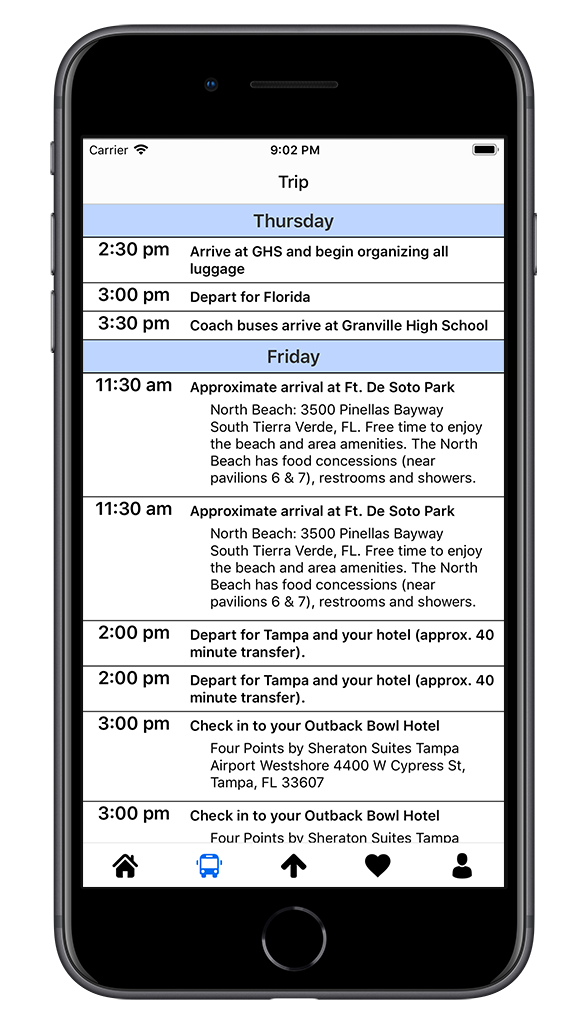 Carrier 9:02 PM
Trip
Thursday
2:30 pm Arrive at GHS and begin organizing all
luggage
3:00 pm Depart for Florida
3:30 pm Coach buses arrive at Granville High School
Friday
11:30 am Approximate arrival at Ft. De Soto Park
North Beach: 3500 Pinellas Bayway
South Tierra Verde, FL. Free time to enjoy
the beach and area amenities. The North
Beach has food concessions (near
pavilions 6 & 7), restrooms and showers.
11:30 am Approximate arrival at Ft. De Soto Park
North Beach: 3500 Pinellas Bayway
South Tierra Verde, FL. Free time to enjoy
the beach and area amenities. The North
Beach has food concessions (near
pavilions 6 & 7), restrooms and showers.
2:00 pm Depart for Tampa and your hotel (approx. 40
minute transfer).
2:00 pm Depart for Tampa and your hotel (approx. 40
minute transfer).
3:00 pm Check in to your Outback Bowl Hotel
Four Points by Sheraton Suites Tampa
Airport Westshore 4400 W Cypress St,
Tampa, FL 33607
3:00 pm Check in to your Outback Bowl Hotel
Four Points by Sheraton Suites Tampa